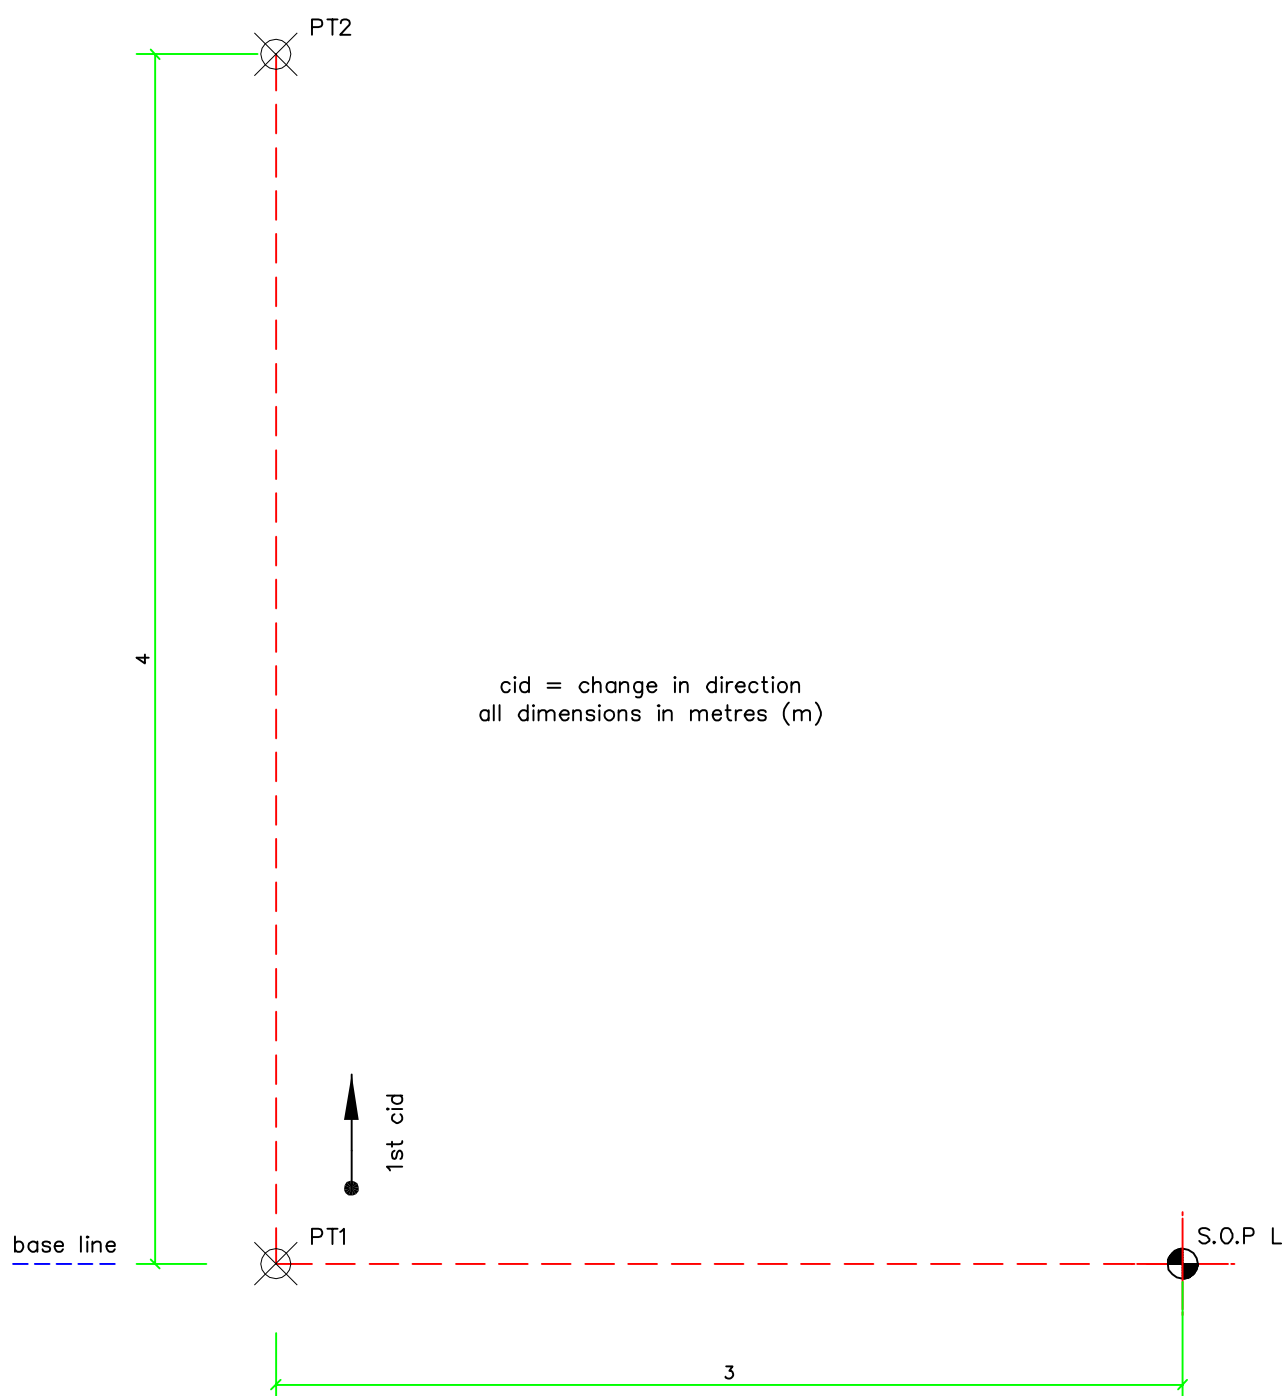 PT2
4
cid = change in direction
all dimensions in metres (m)
1st cid
base line
PT1
S.O.P L
3